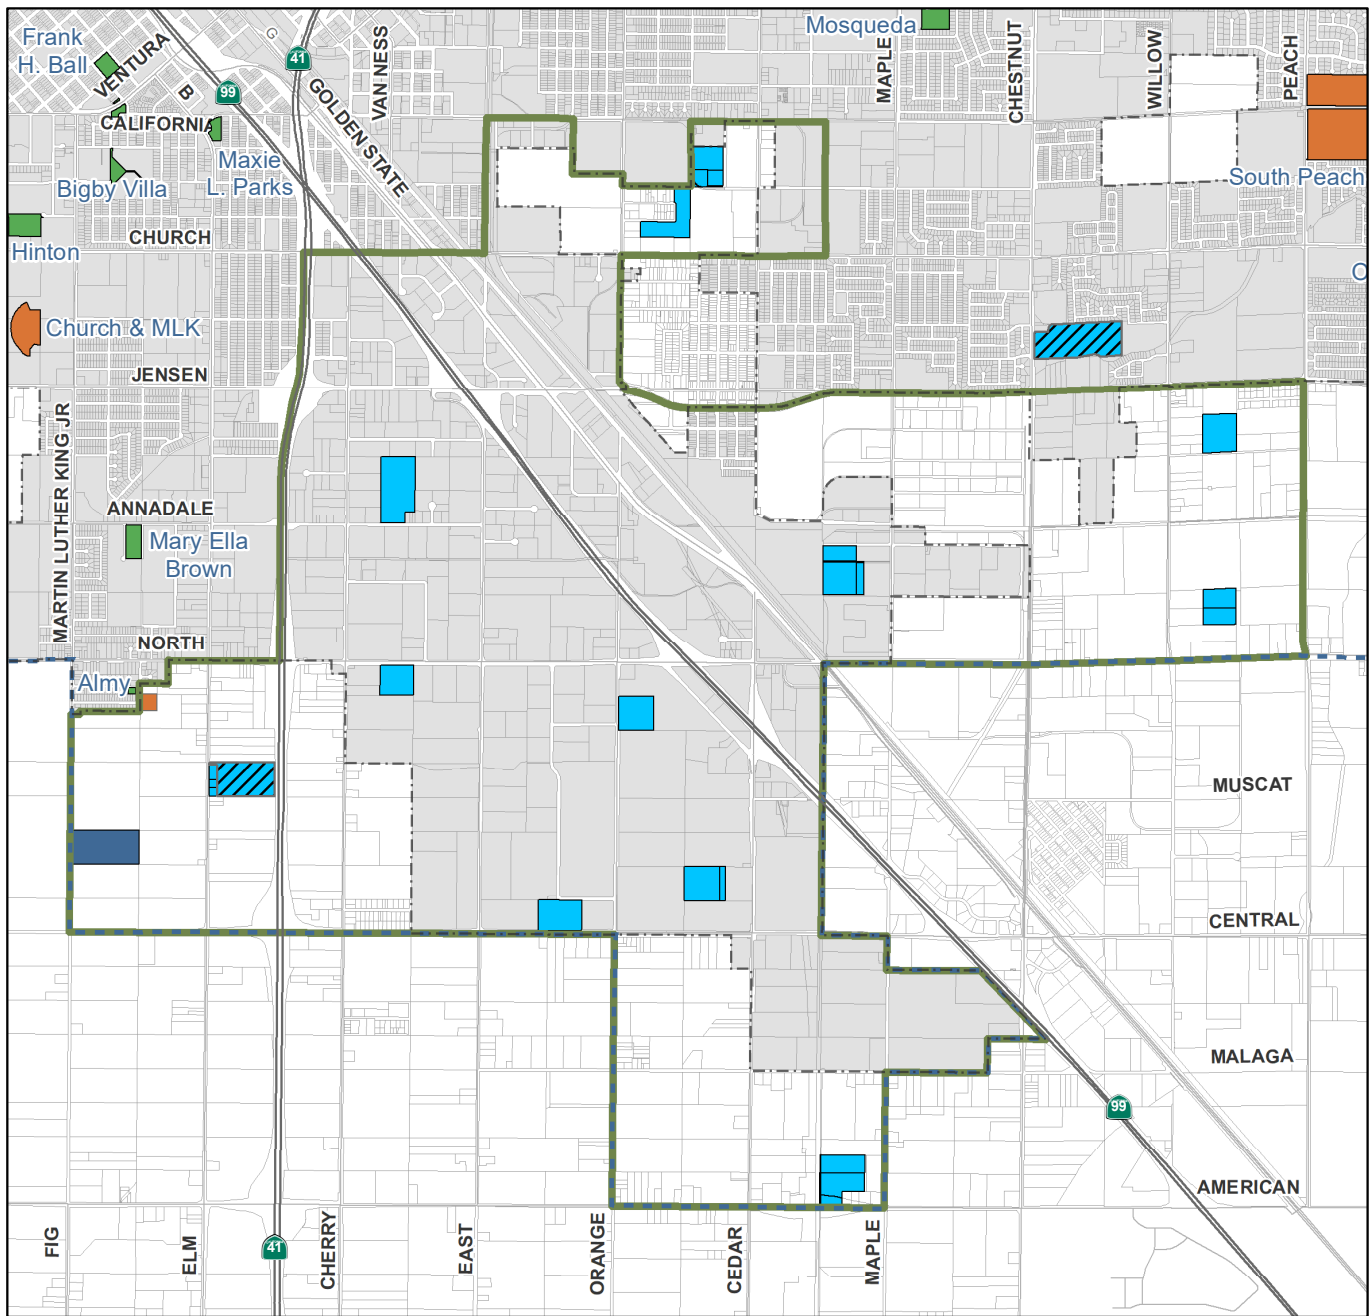 Frank
H. Ball
VENTURA
B
G
41
99
GOLDEN STATE
VAN NESS
Mosqueda
MAPLE
CHESTNUT
WILLOW
PEACH
CALIFORNIA
Maxie
L. Parks
Bigby Villa
South Peach
Hinton
CHURCH
O
Church & MLK
JENSEN
MARTIN LUTHER KING JR
ANNADALE
Mary Ella
Brown
NORTH
Almy
MUSCAT
CENTRAL
MALAGA
99
AMERICAN
FIG
ELM
41
CHERRY
EAST
ORANGE
CEDAR
MAPLE